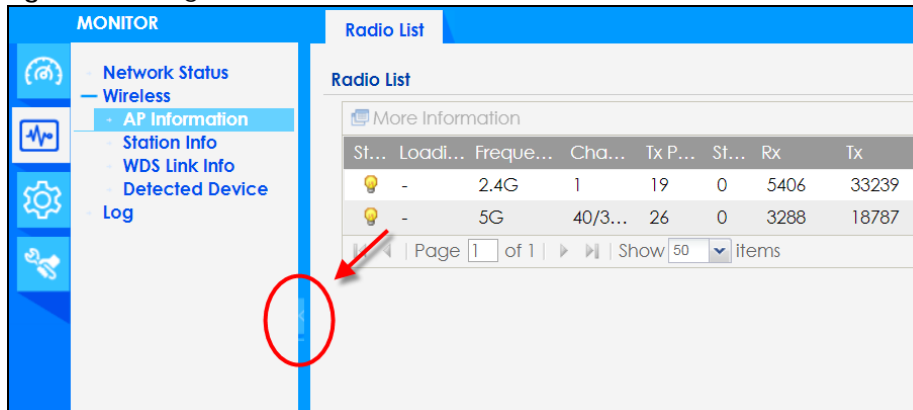 MONITOR
Radio List
Network Status
Wireless
AP Information
Station Info
WDS Link Info
Detected Device
Log
Radio List
More Information
St... Loadi... Freque... Cha... Tx P... St... Rx Tx
- 2.4G 1 19 0 5406 33239
- 5G 40/3... 26 0 3288 18787
Page 1 of 1 Show 50 items